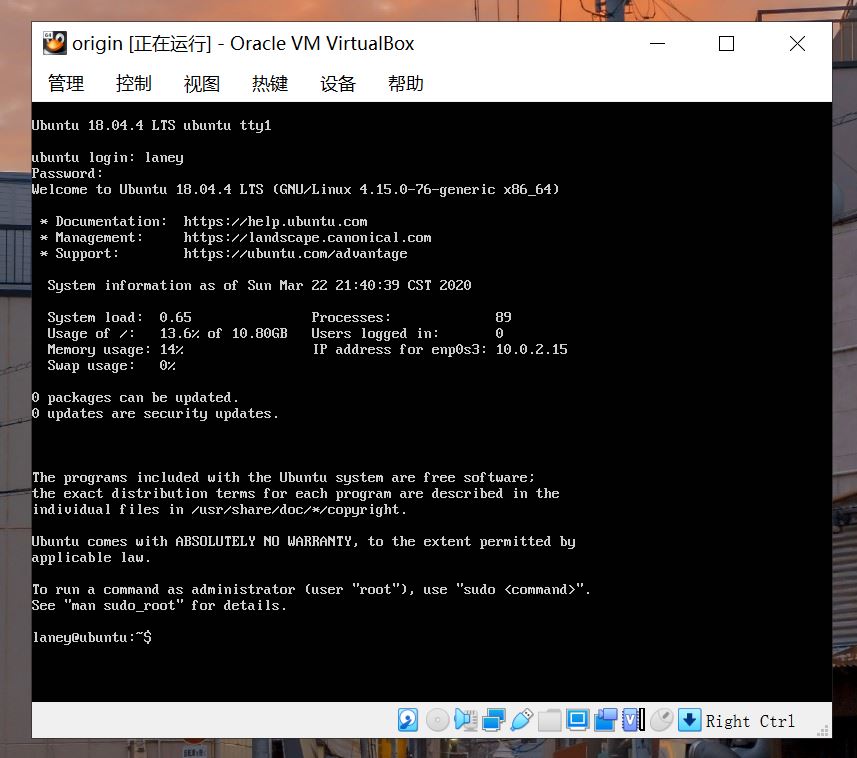 origin [正在运行] - Oracle VM VirtualBox
管理 控制 视图 热键 设备 帮助
Ubuntu 18.04.4 LTS ubuntu tty1
ubuntu login: laney
Password:
Welcome to Ubuntu 18.04.4 LTS (GNU/Linux 4.15.0-76-generic x86_64)
* Documentation:  https://help.ubuntu.com
* Management:     https://landscape.canonical.com
* Support:        https://ubuntu.com/advantage
System information as of Sun Mar 22 21:40:39 CST 2020
System load:  0.65               Processes:             89
Usage of /:   13.6% of 10.80GB   Users logged in:       0
Memory usage: 14%                IP address for enp0s3: 10.0.2.15
Swap usage:   0%
0 packages can be updated.
0 updates are security updates.
The programs included with the Ubuntu system are free software;
the exact distribution terms for each program are described in the
individual files in /usr/share/doc/*/copyright.
Ubuntu comes with ABSOLUTELY NO WARRANTY, to the extent permitted by
applicable law.
To run a command as administrator (user "root"), use "sudo <command>".
See "man sudo_root" for details.
laney@ubuntu:~$
Right Ctrl